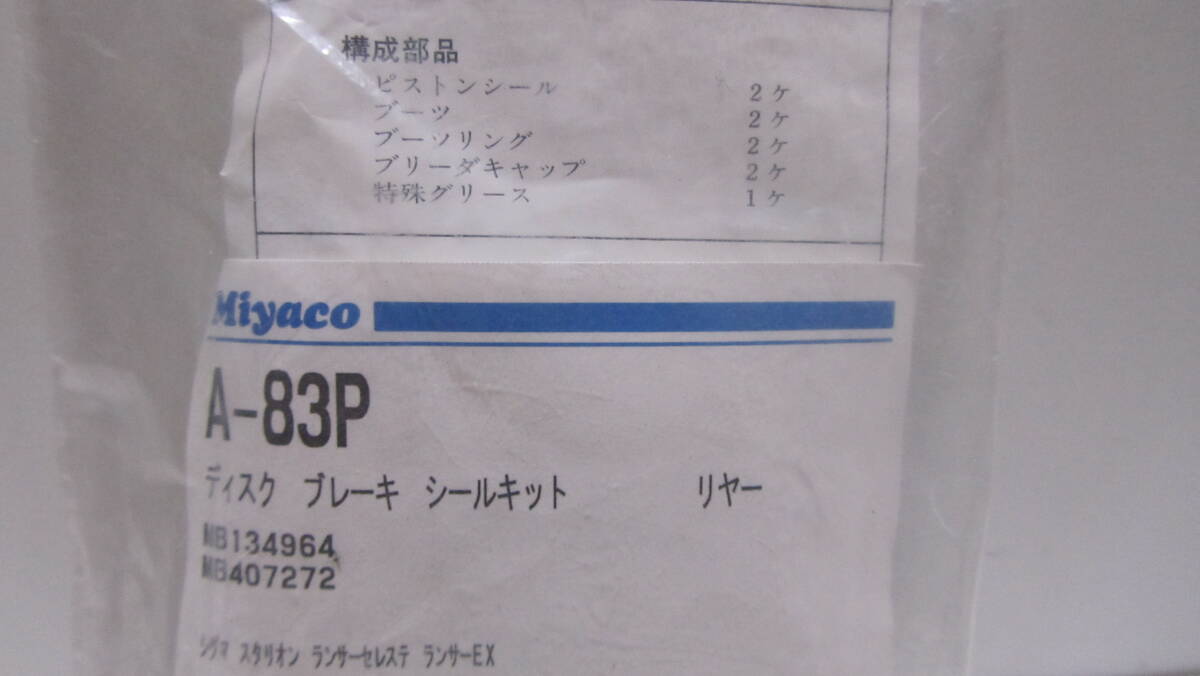 構成部品
ピストンシール 2ケ
ブーツ 2ケ
ブーツリング 2ケ
ブリーダキャップ 2ケ
特殊グリース 1ケ
Miyaco
A-83P
ディスク ブレーキ シールキット リヤー
MB134964
MB407272
シグマ スタリオン ランサーセレステ ランサーEX